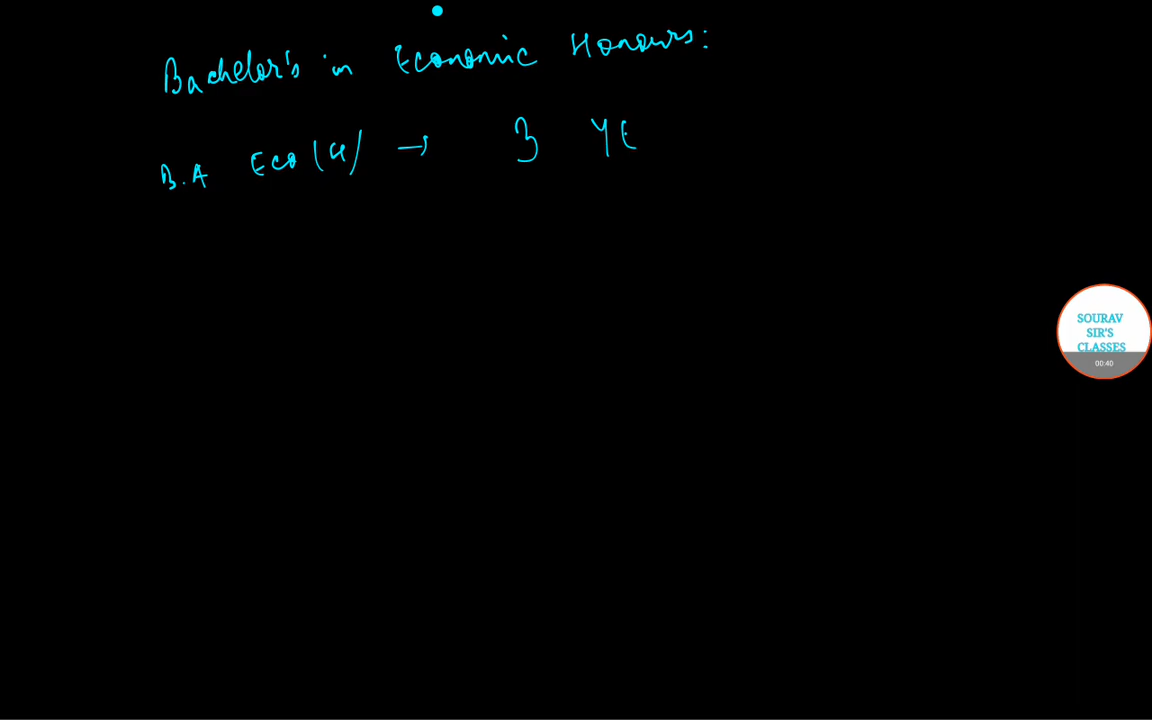 Bachelor's in Economic Honours:
B.A Eco(H) → 3 YE
SOURAV
SIR'S
CLASSES
00:40